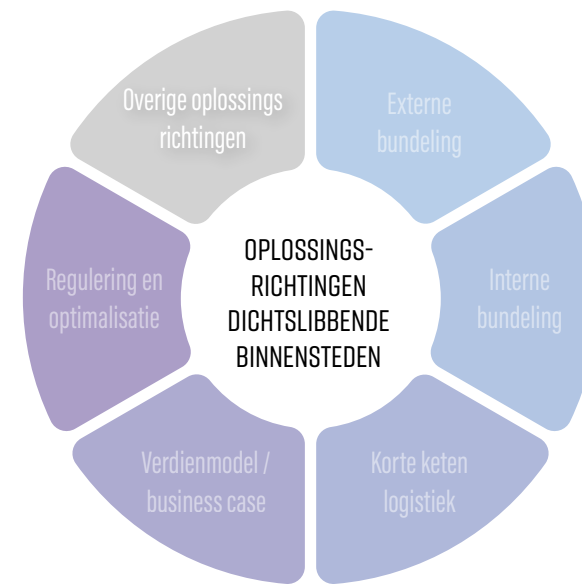 Overige oplossings
richtingen
Externe
bundeling
Regulering en
optimalisatie
OPLOSSINGS-
RICHTINGEN
DICHTSLIBBENDE
BINNENSTEDEN
Interne
bundeling
Verdienmodel /
business case
Korte keten
logistiek